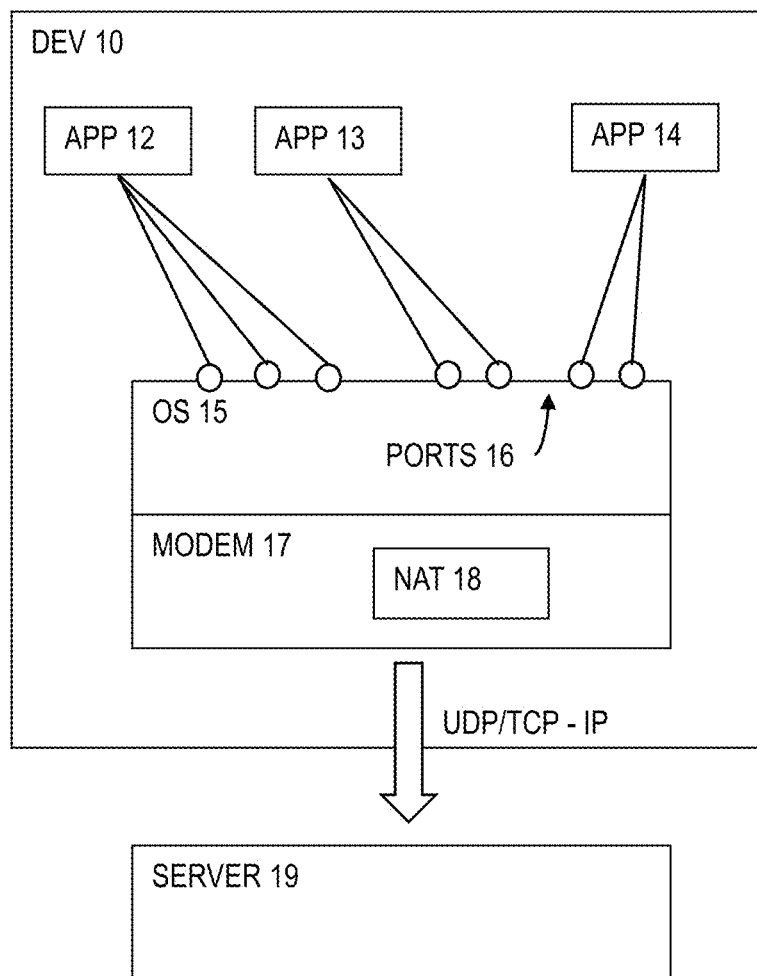 DEV 10
APP 12
APP 13
APP 14
OS 15
PORTS 16
MODEM 17
NAT 18
UDP/TCP - IP
SERVER 19